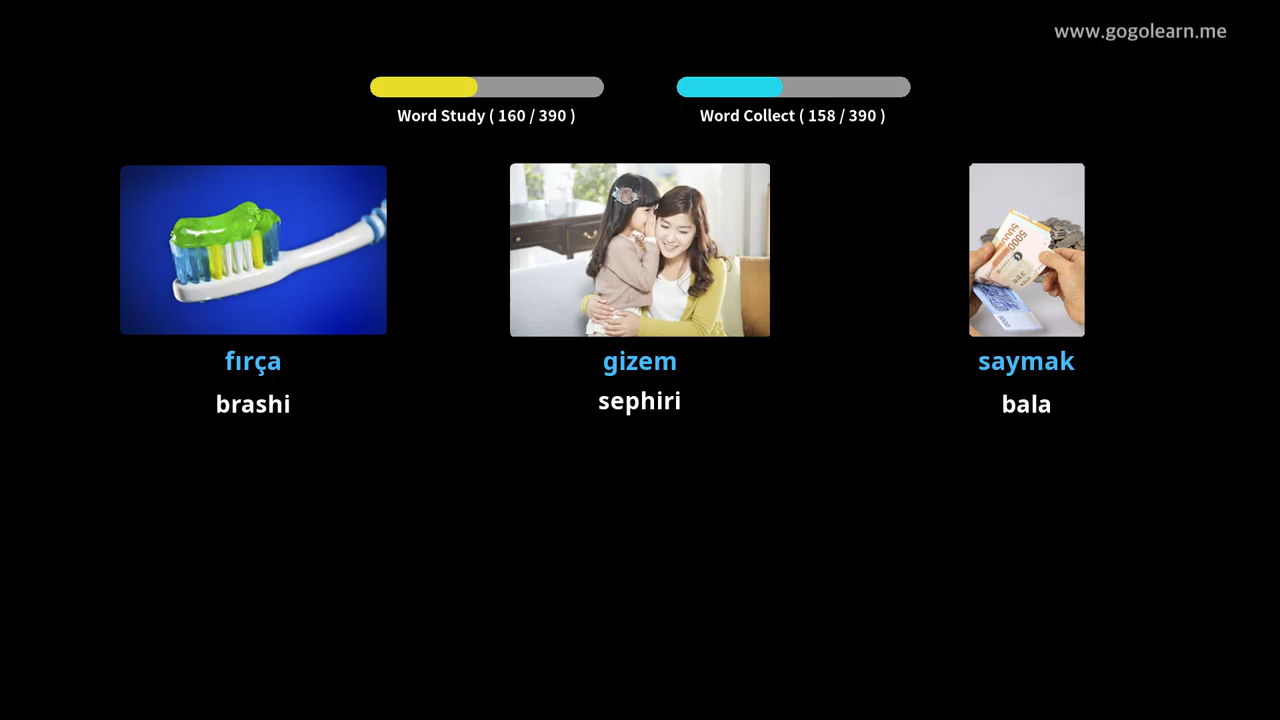 www.gogolearn.me
Word Study ( 160 / 390 )
Word Collect ( 158 / 390 )
fırça
gizem
saymak
brashi
sephiri
bala